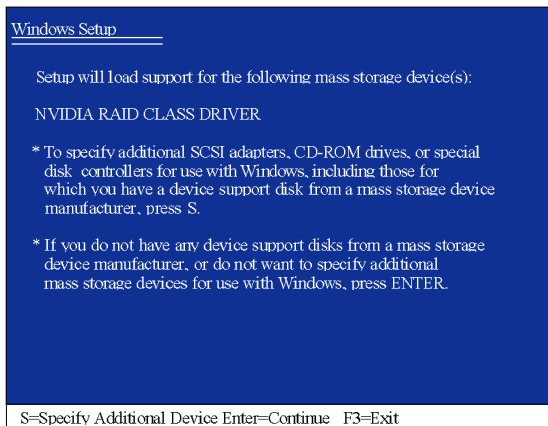 Windows Setup
Setup will load support for the following mass storage device(s):
NVIDIA RAID CLASS DRIVER
* To specify additional SCSI adapters, CD-ROM drives, or special
disk controllers for use with Windows, including those for
which you have a device support disk from a mass storage device
manufacturer, press S.
* If you do not have any device support disks from a mass storage
device manufacturer, or do not want to specify additional
mass storage devices for use with Windows, press ENTER.
S=Specify Additional Device Enter=Continue F3=Exit